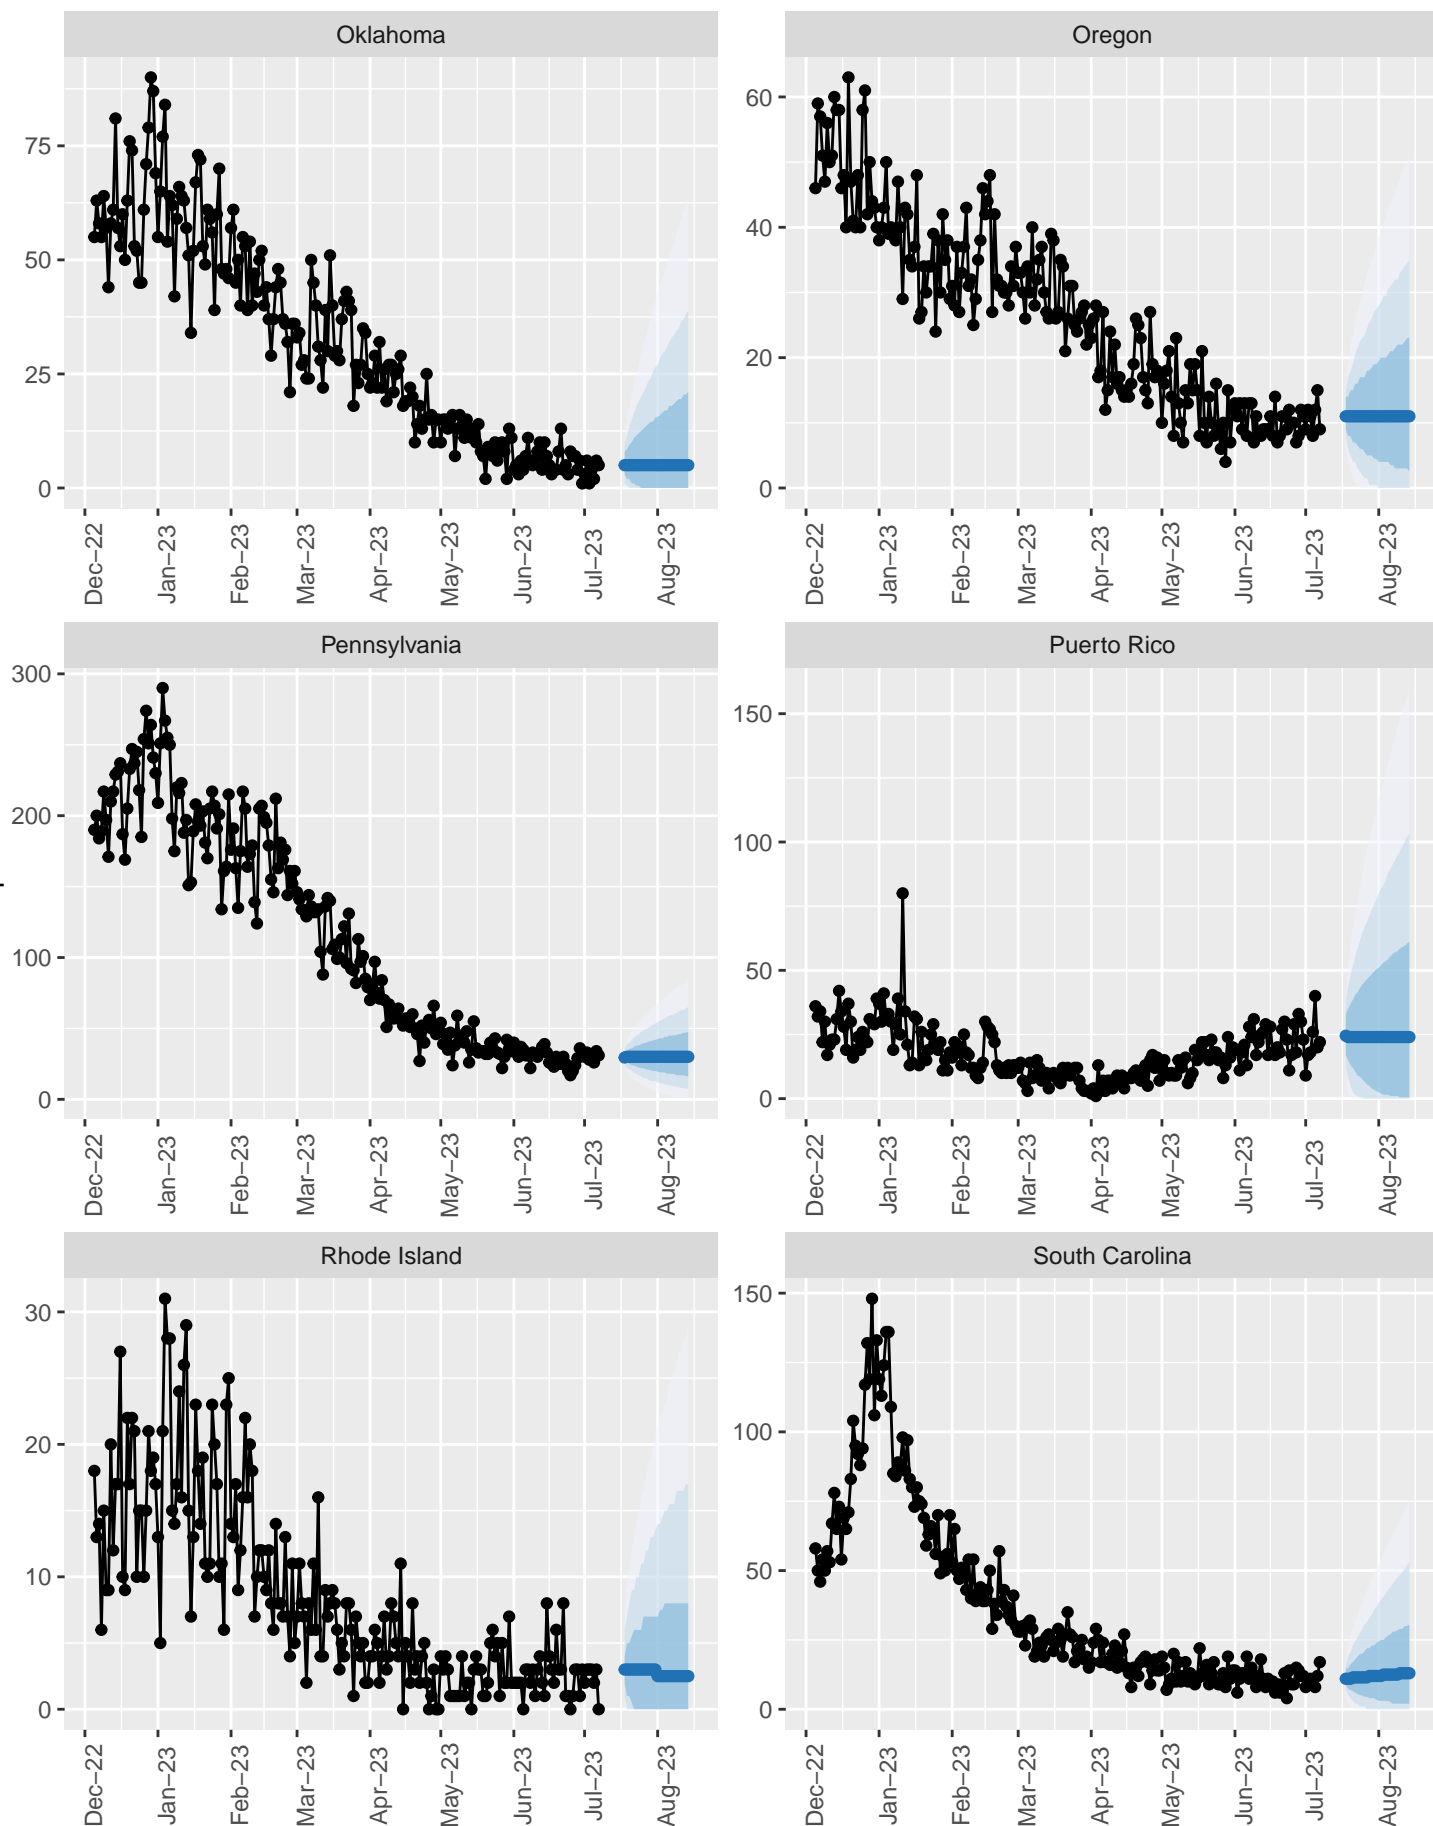 Oklahoma
Oregon
75
50
25
0
60
40
20
0
Dec−22
Jan−23
Feb−23
Mar−23
Apr−23
May−23
Jun−23
Jul−23
Aug−23
Dec−22
Jan−23
Feb−23
Mar−23
Apr−23
May−23
Jun−23
Jul−23
Aug−23
Pennsylvania
Puerto Rico
300
200
100
0
150
100
50
0
Dec−22
Jan−23
Feb−23
Mar−23
Apr−23
May−23
Jun−23
Jul−23
Aug−23
Dec−22
Jan−23
Feb−23
Mar−23
Apr−23
May−23
Jun−23
Jul−23
Aug−23
Rhode Island
South Carolina
30
20
10
0
150
100
50
0
Dec−22
Jan−23
Feb−23
Mar−23
Apr−23
May−23
Jun−23
Jul−23
Aug−23
Dec−22
Jan−23
Feb−23
Mar−23
Apr−23
May−23
Jun−23
Jul−23
Aug−23